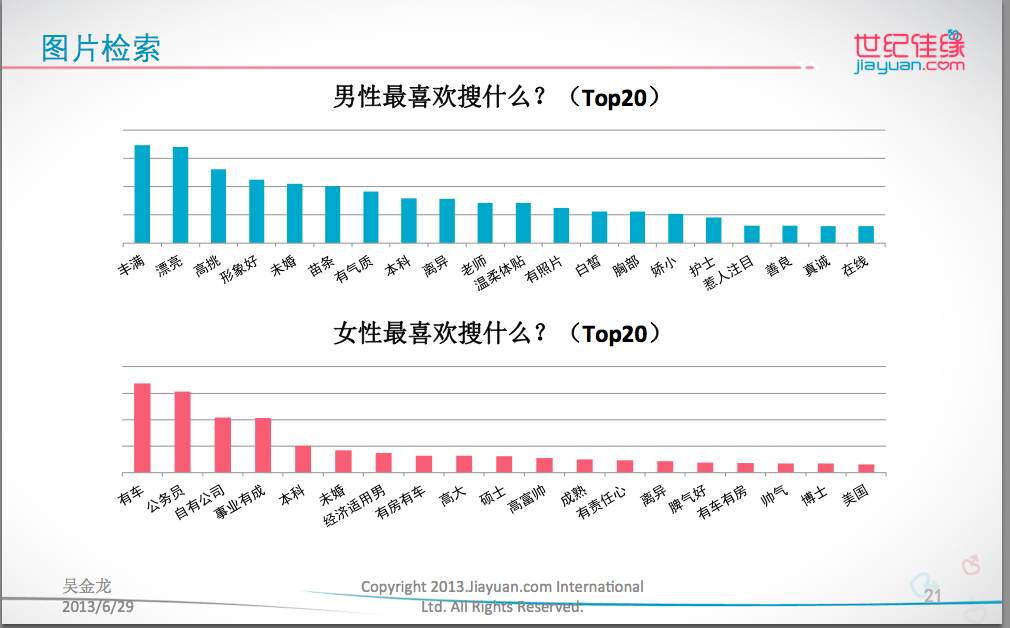 图片检索
世纪佳缘
jiayuan.com
男性最喜欢搜什么？（Top20）
丰满
漂亮
高挑
形象好
未婚
苗条
有气质
本科
离异
老师
温柔体贴
有照片
白皙
胸部
娇小
护士
惹人注目
善良
真诚
在线
女性最喜欢搜什么？（Top20）
有车
公务员
自有公司
事业有成
本科
未婚
经济适用男
有房有车
高大
硕士
高富帅
成熟
有责任心
离异
脾气好
有车有房
帅气
博士
美国
吴金龙
2013/6/29
Copyright 2013.Jiayuan.com International
Ltd. All Rights Reserved.
21